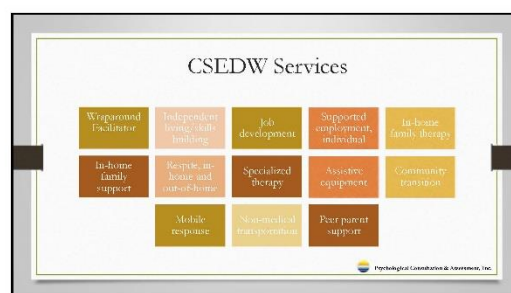 CSEDW Services
Wraparound
Facilitator
Independent
living/skills
building
Job
development
Supported
employment,
individual
In-home
family therapy
In-home
family
support
Respite, in-
home and
out-of-home
Specialized
therapy
Assistive
equipment
Community
transition
Mobile
response
Non-medical
transportation
Peer parent
support
Psychological Consultation & Assessment, Inc.